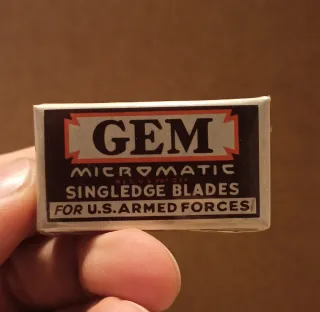 GEM
MICROMATIC
SINGLEDGE BLADES
FOR U.S. ARMED FORCES